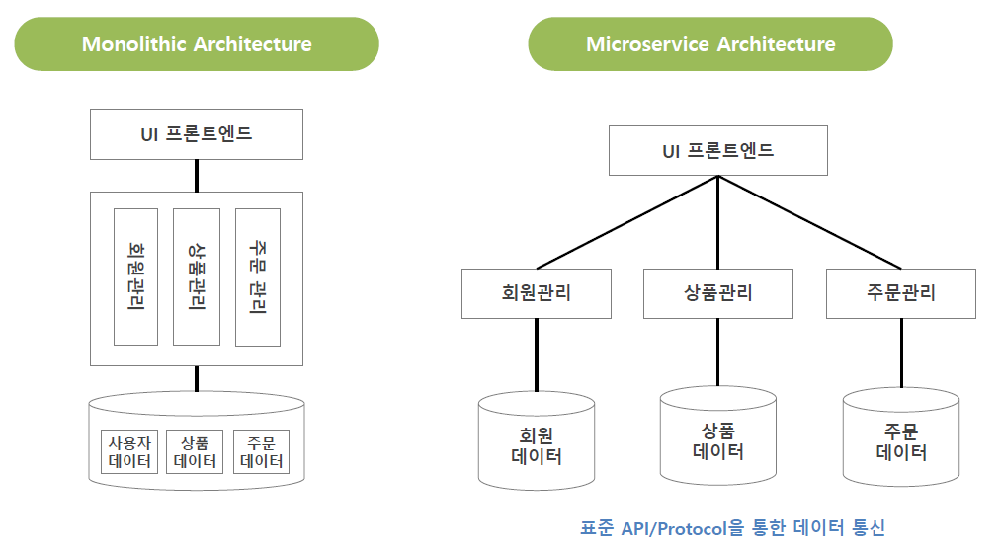 Monolithic Architecture
Microservice Architecture
UI 프론트엔드
회원관리
상품관리
주문 관리
사용자
데이터
상품
데이터
주문
데이터
UI 프론트엔드
회원관리
상품관리
주문관리
회원
데이터
상품
데이터
주문
데이터
표준 API/Protocol을 통한 데이터 통신